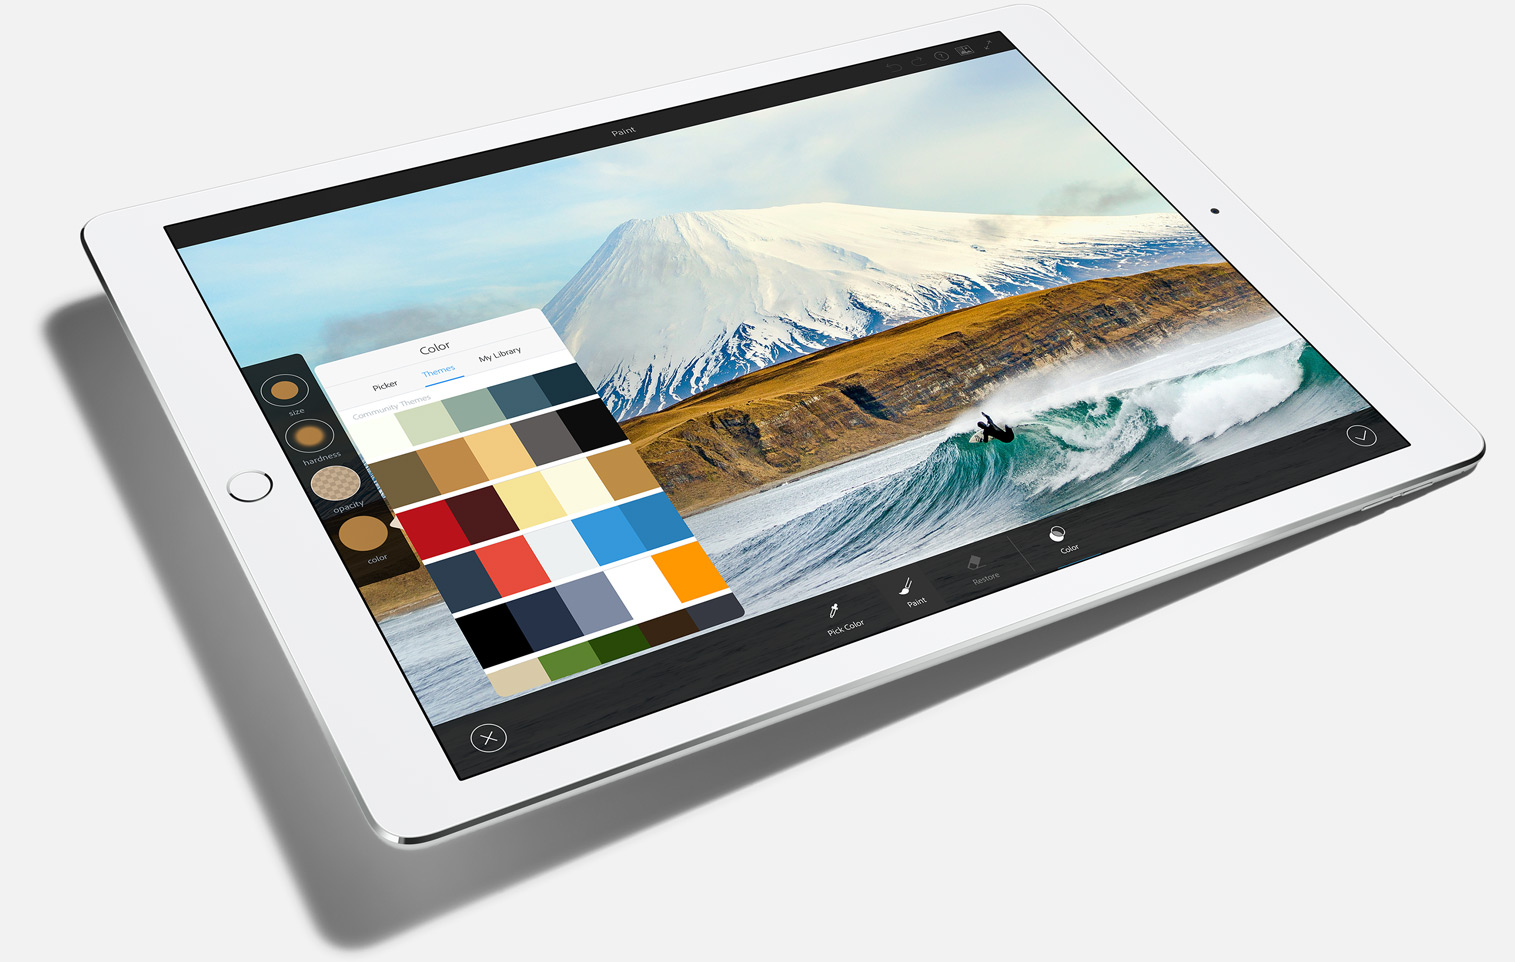 Paint
Color
Picker
Themes
My Library
Community Themes
size
hardness
opacity
color
Pick Color
Paint
Restore
Color